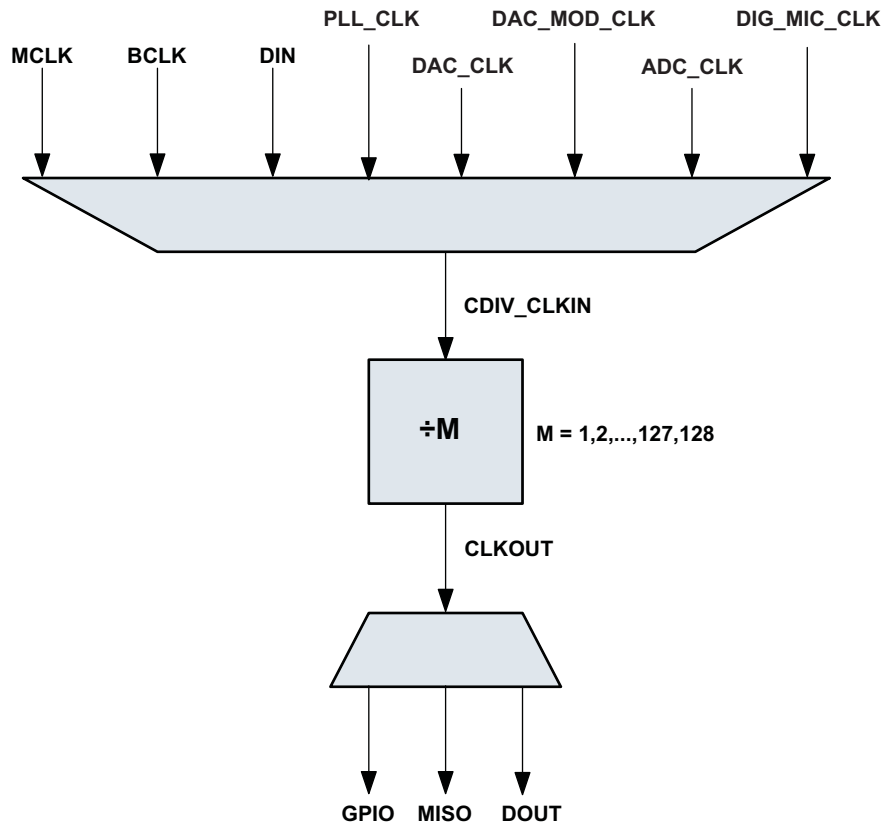 PLL_CLK DAC_MOD_CLK DIG_MIC_CLK
MCLK BCLK DIN DAC_CLK ADC_CLK
CDIV_CLKIN
÷M
M = 1,2,...,127,128
CLKOUT
GPIO MISO DOUT